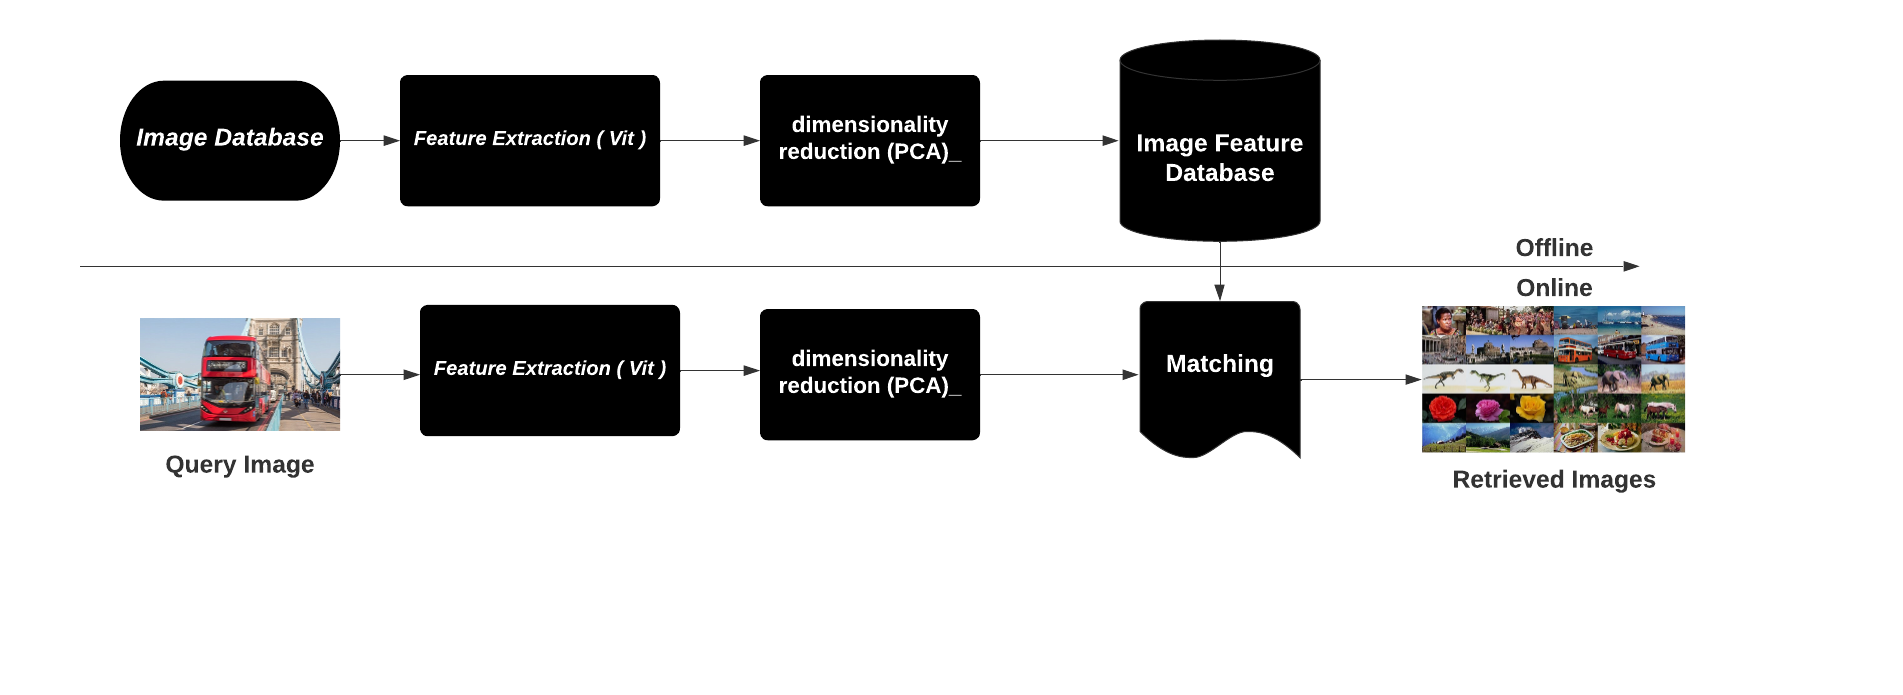 Image Database
Feature Extraction ( Vit )
dimensionality
reduction (PCA)_
Image Feature
Database
Offline
Online
Feature Extraction ( Vit )
dimensionality
reduction (PCA)_
Matching
Query Image
Retrieved Images